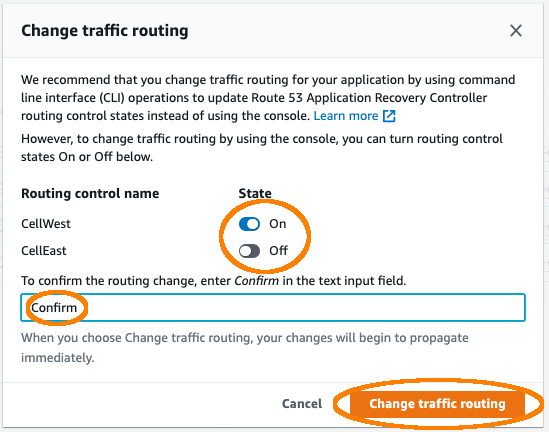 Change traffic routing
We recommend that you change traffic routing for your application by using command
line interface (CLI) operations to update Route 53 Application Recovery Controller
routing control states instead of using the console. Learn more
However, to change traffic routing by using the console, you can turn routing control
states On or Off below.
Routing control name State
CellWest On
CellEast Off
To confirm the routing change, enter Confirm in the text input field.
Confirm
When you choose Change traffic routing, your changes will begin to propagate
immediately.
Cancel Change traffic routing